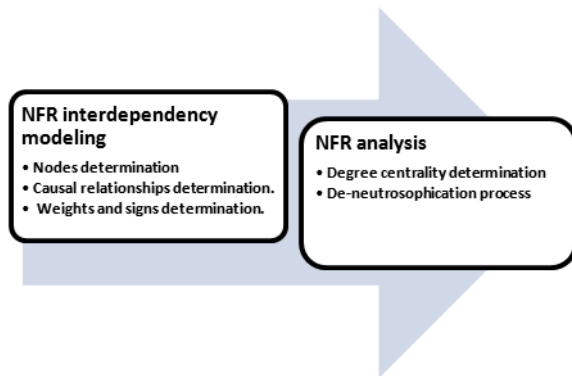 NFR interdependency
modeling
• Nodes determination
• Causal relationships determination.
• Weights and signs determination.
NFR analysis
• Degree centrality determination
• De-neutrosophication process